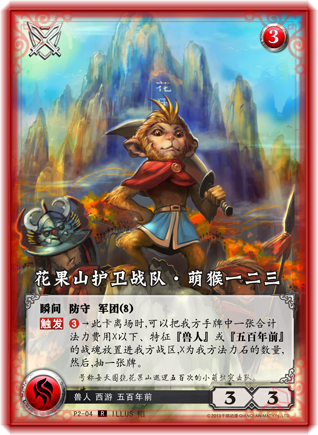 3
花果山护卫战队·萌猴一二三
瞬间 防守 军团(8)
触发 3→此卡离场时,可以把我方手牌中一张合计
法力费用X以下、特征『兽人』或『五百年前』
的战魂放置进我方战区,X为我方法力石的数量,
然后,抽一张牌。
兽人 西游 五百年前
3 X 3
P2-04 R ILLUS